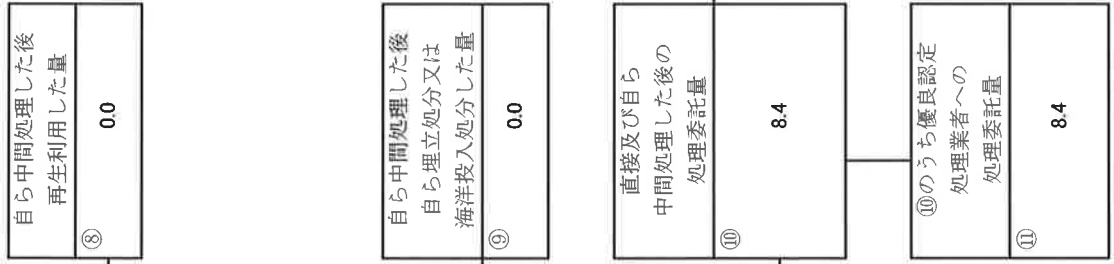 自ら中間処理した後
再生利用した量
⑧
0.0
自ら中間処理した後
自ら埋立処分又は
海洋投入処分した量
⑨
0.0
直接及び自ら
中間処理した後の
処理委託量
⑩
8.4
⑩のうち優良認定
処理業者への
処理委託量
⑪
8.4